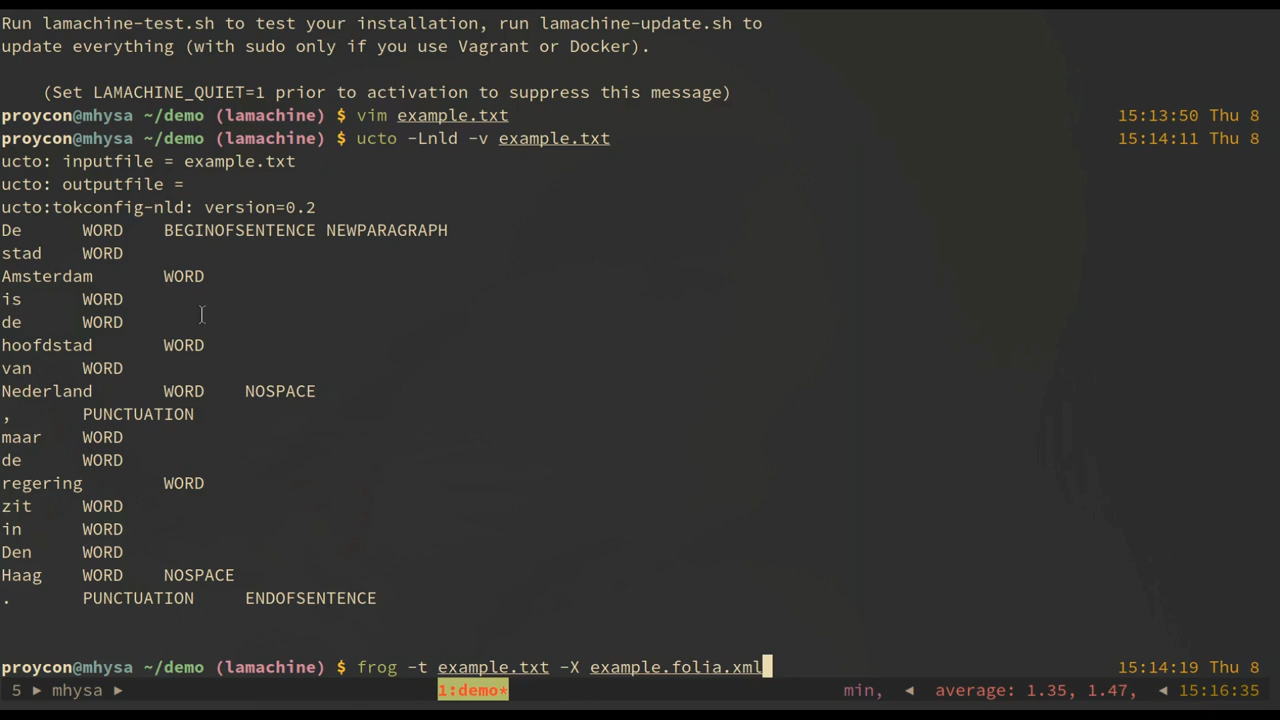 Run lamachine-test.sh to test your installation, run lamachine-update.sh to
update everything (with sudo only if you use Vagrant or Docker).
(Set LAMACHINE_QUIET=1 prior to activation to suppress this message)
proycon@mhysa ~/demo (lamachine) $ vim example.txt 15:13:50 Thu 8
proycon@mhysa ~/demo (lamachine) $ ucto -Lnld -v example.txt 15:14:11 Thu 8
ucto: inputfile = example.txt
ucto: outputfile =
ucto:tokconfig-nld: version=0.2
De WORD BEGINOFSENTENCE NEWPARAGRAPH
stad WORD
Amsterdam WORD
is WORD
de WORD
hoofdstad WORD
van WORD
Nederland WORD NOSPACE
, PUNCTUATION
maar WORD
de WORD
regering WORD
zit WORD
in WORD
Den WORD
Haag WORD NOSPACE
. PUNCTUATION ENDOFSENTENCE
proycon@mhysa ~/demo (lamachine) $ frog -t example.txt -X example.folia.xml 15:14:19 Thu 8
5 ► mhysa ► 1:demo* min, ◄ average: 1.35, 1.47, ◄ 15:16:35